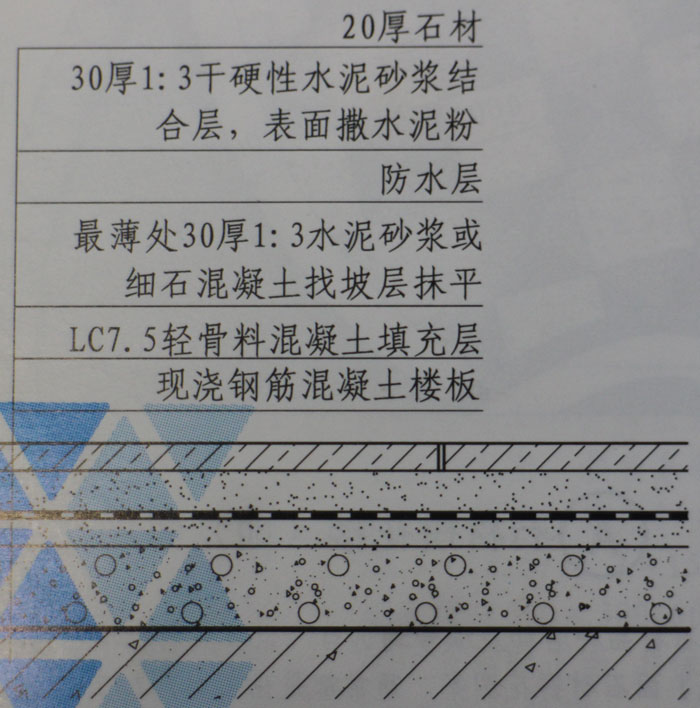 20厚石材
30厚1:3干硬性水泥砂浆结
合层，表面撒水泥粉
防水层
最薄处30厚1:3水泥砂浆或
细石混凝土找坡层抹平
LC7.5轻骨料混凝土填充层
现浇钢筋混凝土楼板